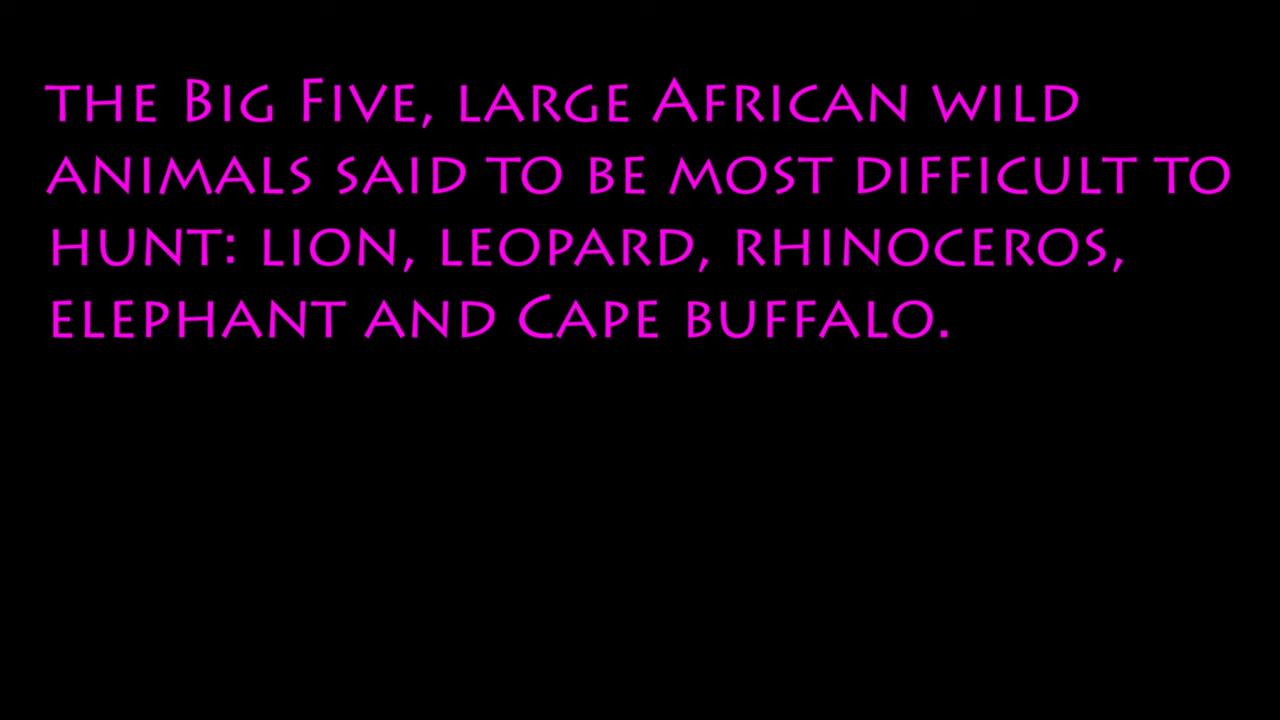 the Big Five, large African wild
animals said to be most difficult to
hunt: lion, leopard, rhinoceros,
elephant and Cape buffalo.